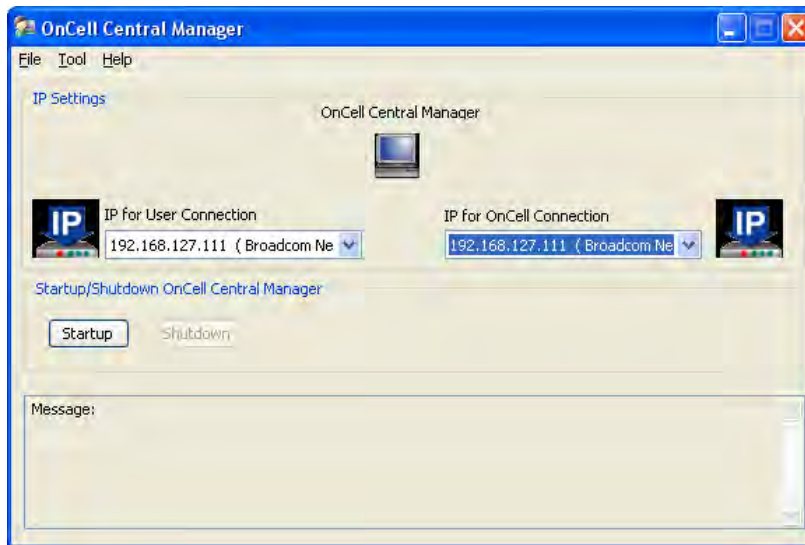 OnCell Central Manager
File Tool Help
IP Settings
OnCell Central Manager
IP IP for User Connection IP for OnCell Connection IP
192.168.127.111 ( Broadcom Ne 192.168.127.111 ( Broadcom Ne
Startup/Shutdown OnCell Central Manager
Startup Shutdown
Message: